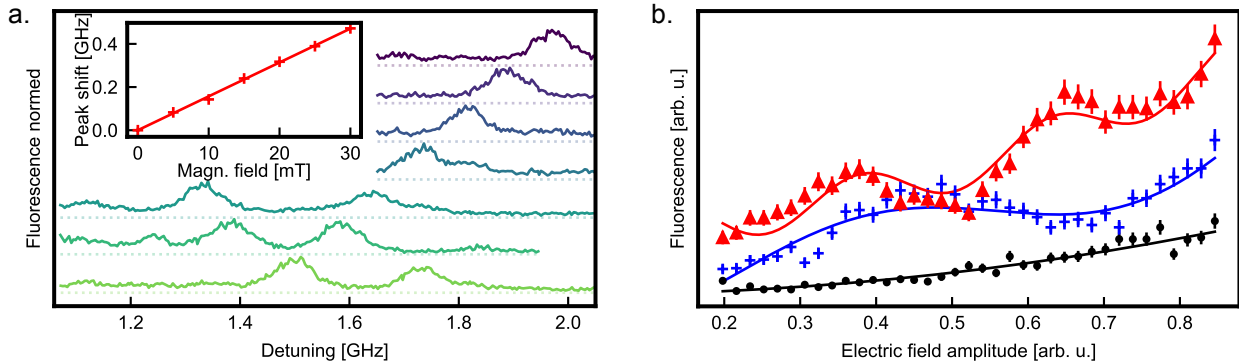 a.
Fluorescence normed
Peak shift [GHz]
0.4
0.2
0.0
0 10 20 30
Magn. field [mT]
1.2 1.4 1.6 1.8 2.0
Detuning [GHz]
b.
Fluorescence [arb. u.]
0.2 0.3 0.4 0.5 0.6 0.7 0.8
Electric field amplitude [arb. u.]